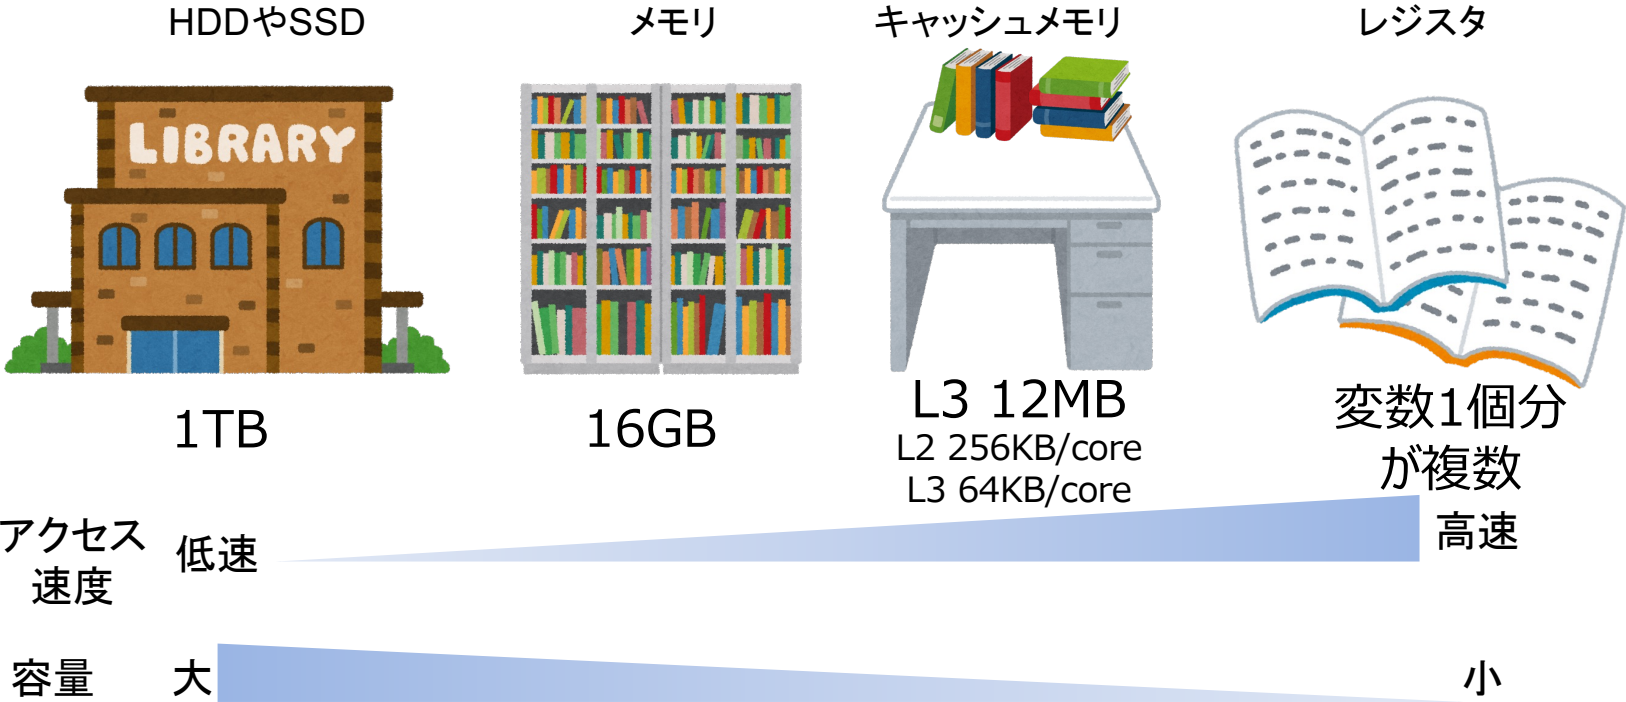 HDDやSSD
メモリ
キャッシュメモリ
レジスタ
LIBRARY
1TB
16GB
L3 12MB
L2 256KB/core
L3 64KB/core
変数1個分
が複数
アクセス
速度
低速
高速
容量
大
小